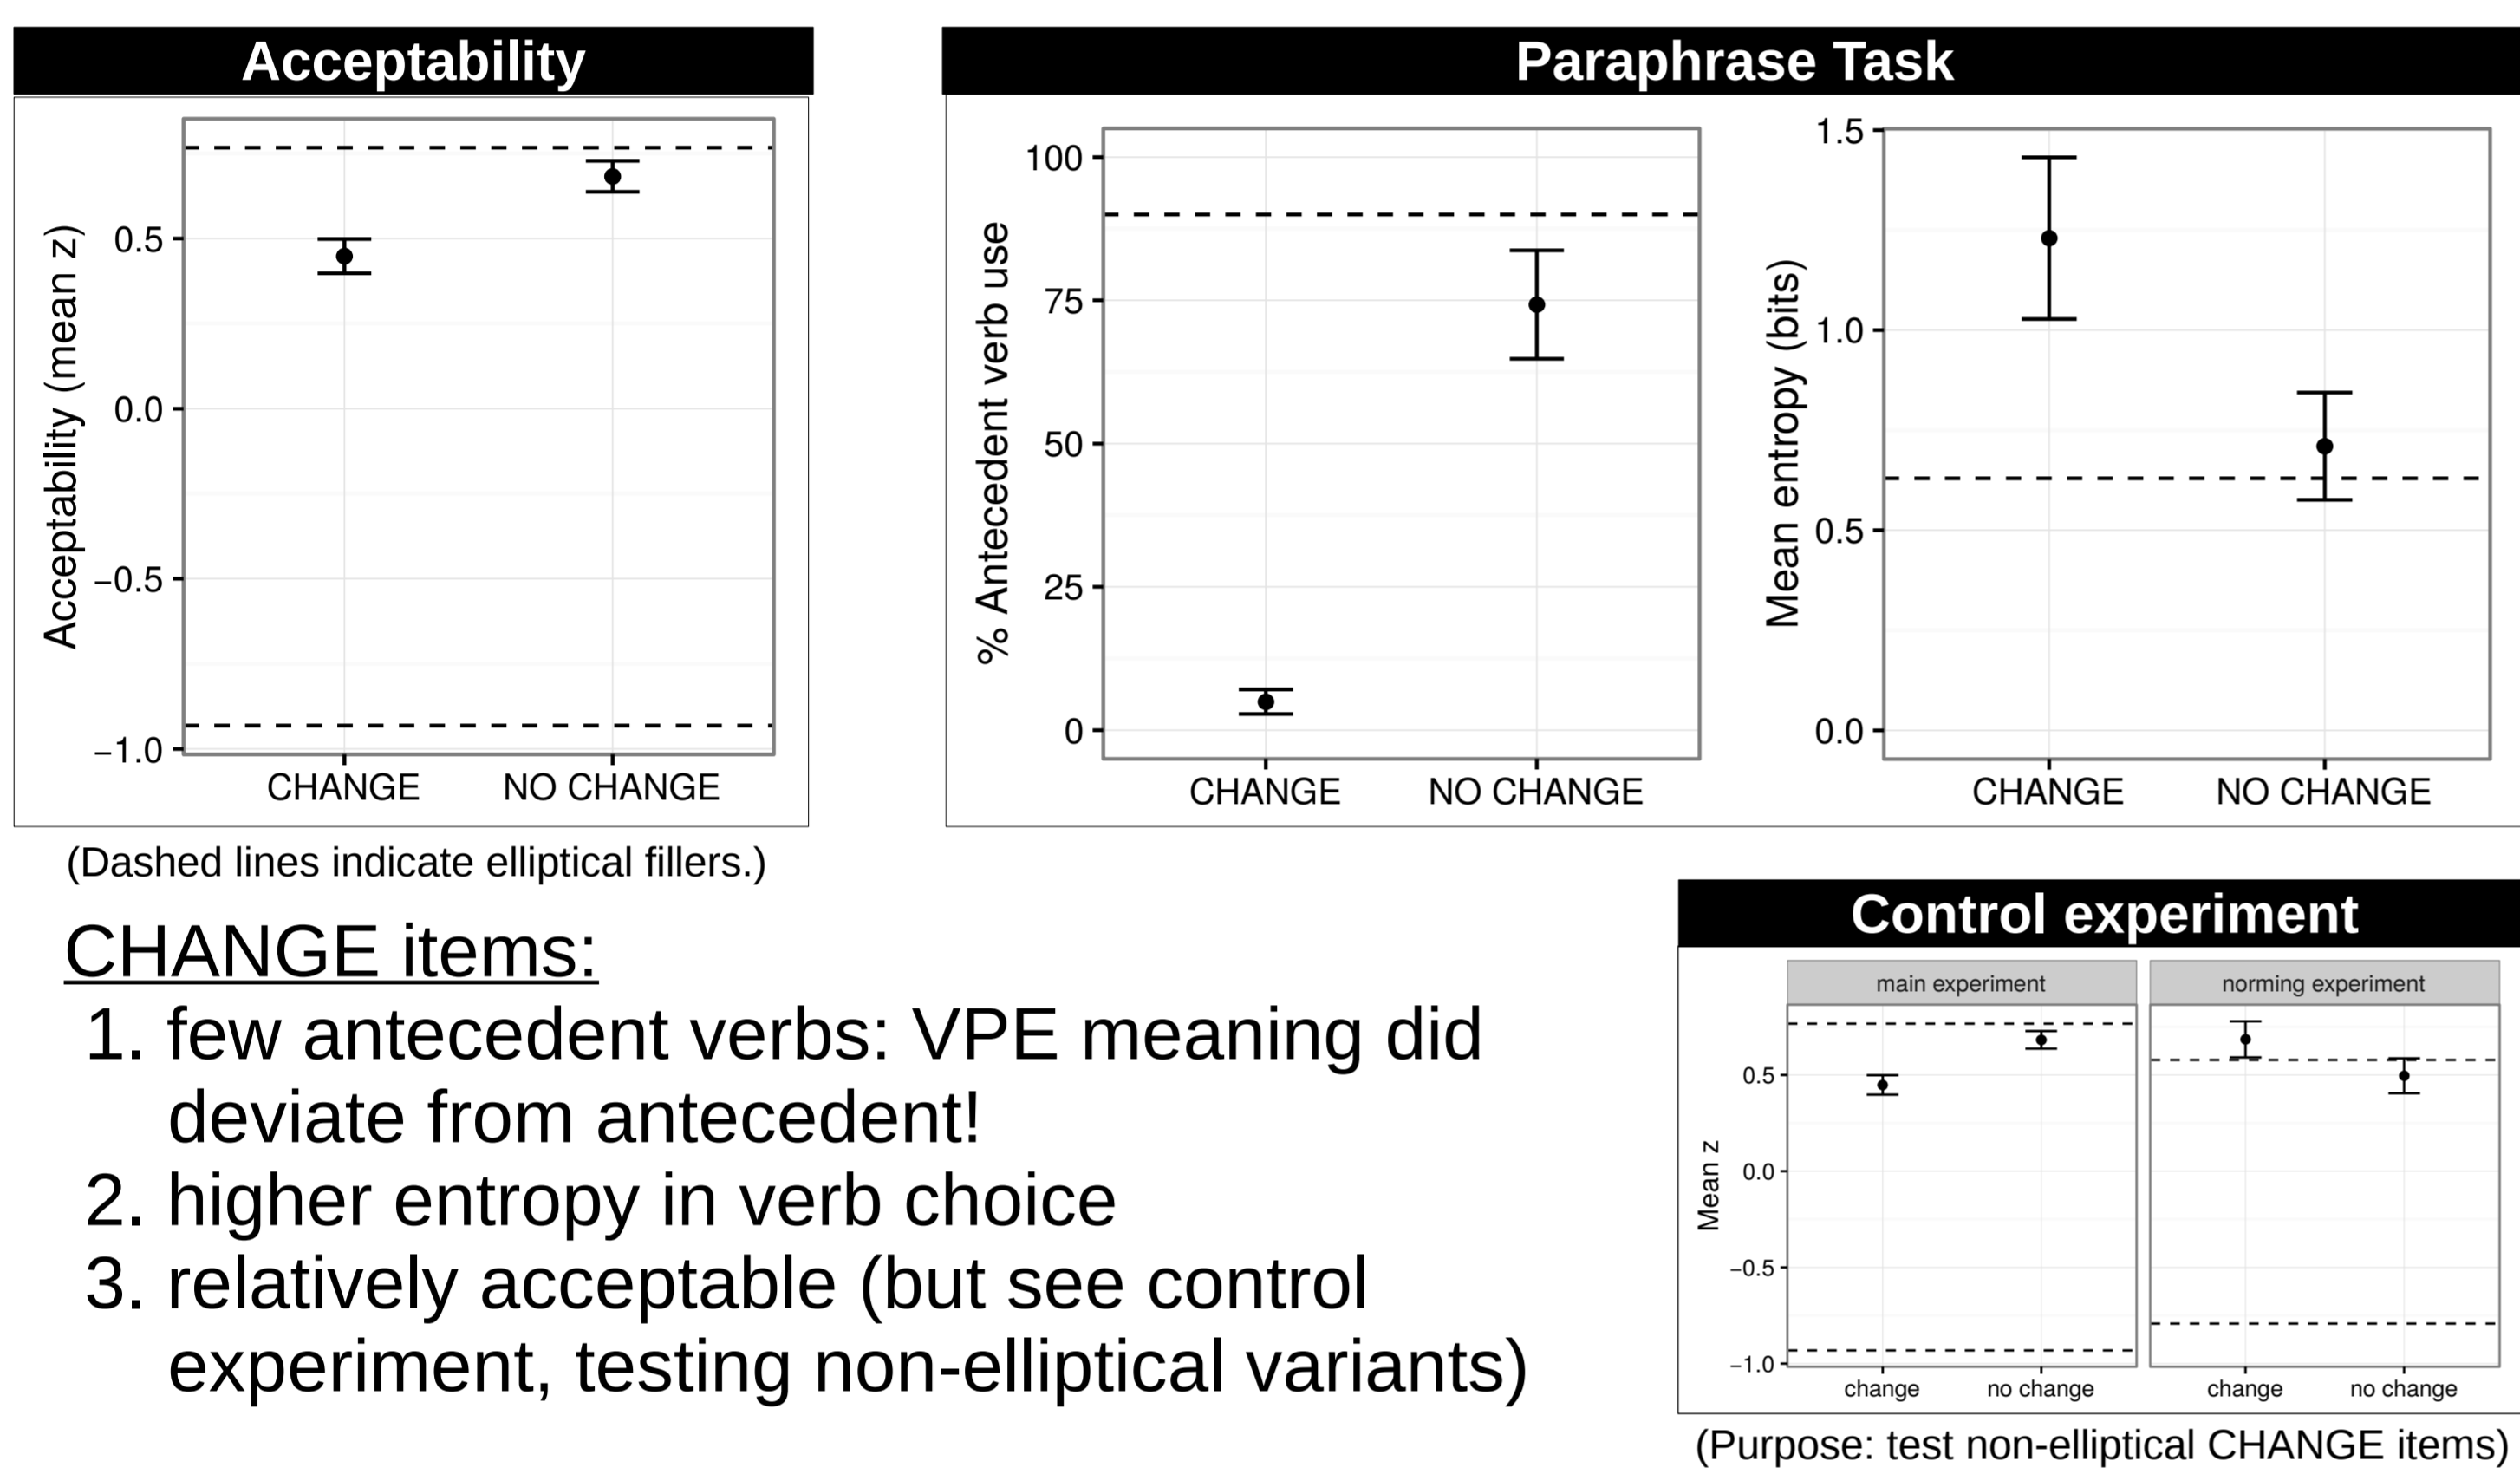 Acceptability
Acceptability (mean z)
0.5
0.0
−0.5
−1.0
CHANGE NO CHANGE
(Dashed lines indicate elliptical fillers.)
Paraphrase Task
% Antecedent verb use
100
75
50
25
0
CHANGE NO CHANGE
Mean entropy (bits)
1.5
1.0
0.5
0.0
CHANGE NO CHANGE
CHANGE items:
1. few antecedent verbs: VPE meaning did
deviate from antecedent!
2. higher entropy in verb choice
3. relatively acceptable (but see control
experiment, testing non-elliptical variants)
Control experiment
main experiment norming experiment
Mean z
0.5
0.0
−0.5
−1.0
change no change change no change
(Purpose: test non-elliptical CHANGE items)